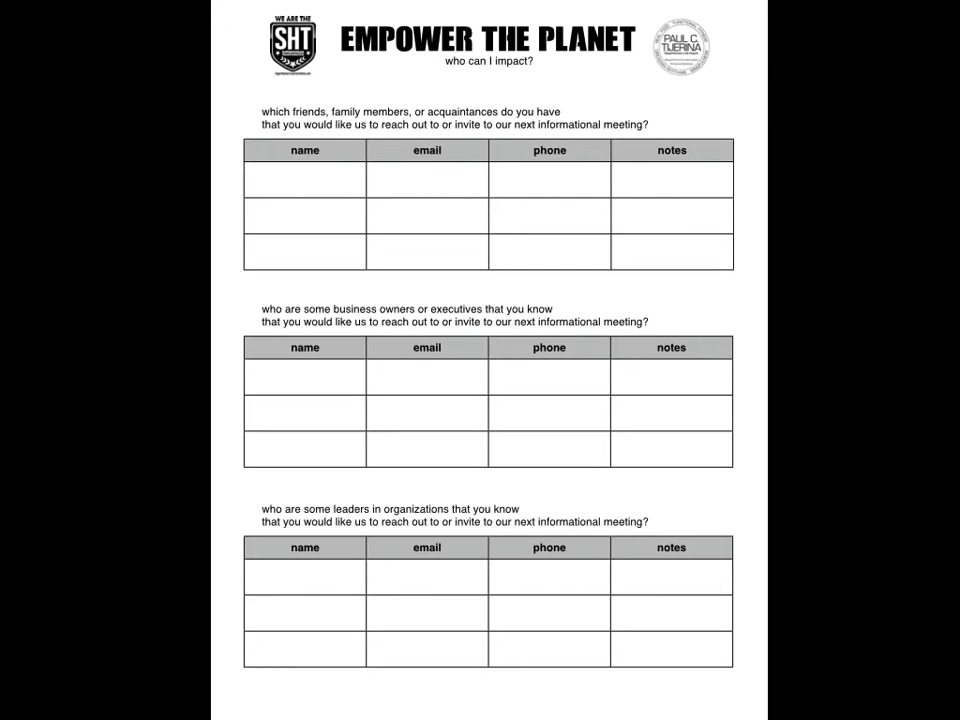 WE ARE THE
SHT
EMPOWER THE PLANET
who can I impact?
PAUL C.
TIJERINA
which friends, family members, or acquaintances do you have
that you would like us to reach out to or invite to our next informational meeting?
name email phone notes
who are some business owners or executives that you know
that you would like us to reach out to or invite to our next informational meeting?
name email phone notes
who are some leaders in organizations that you know
that you would like us to reach out to or invite to our next informational meeting?
name email phone notes